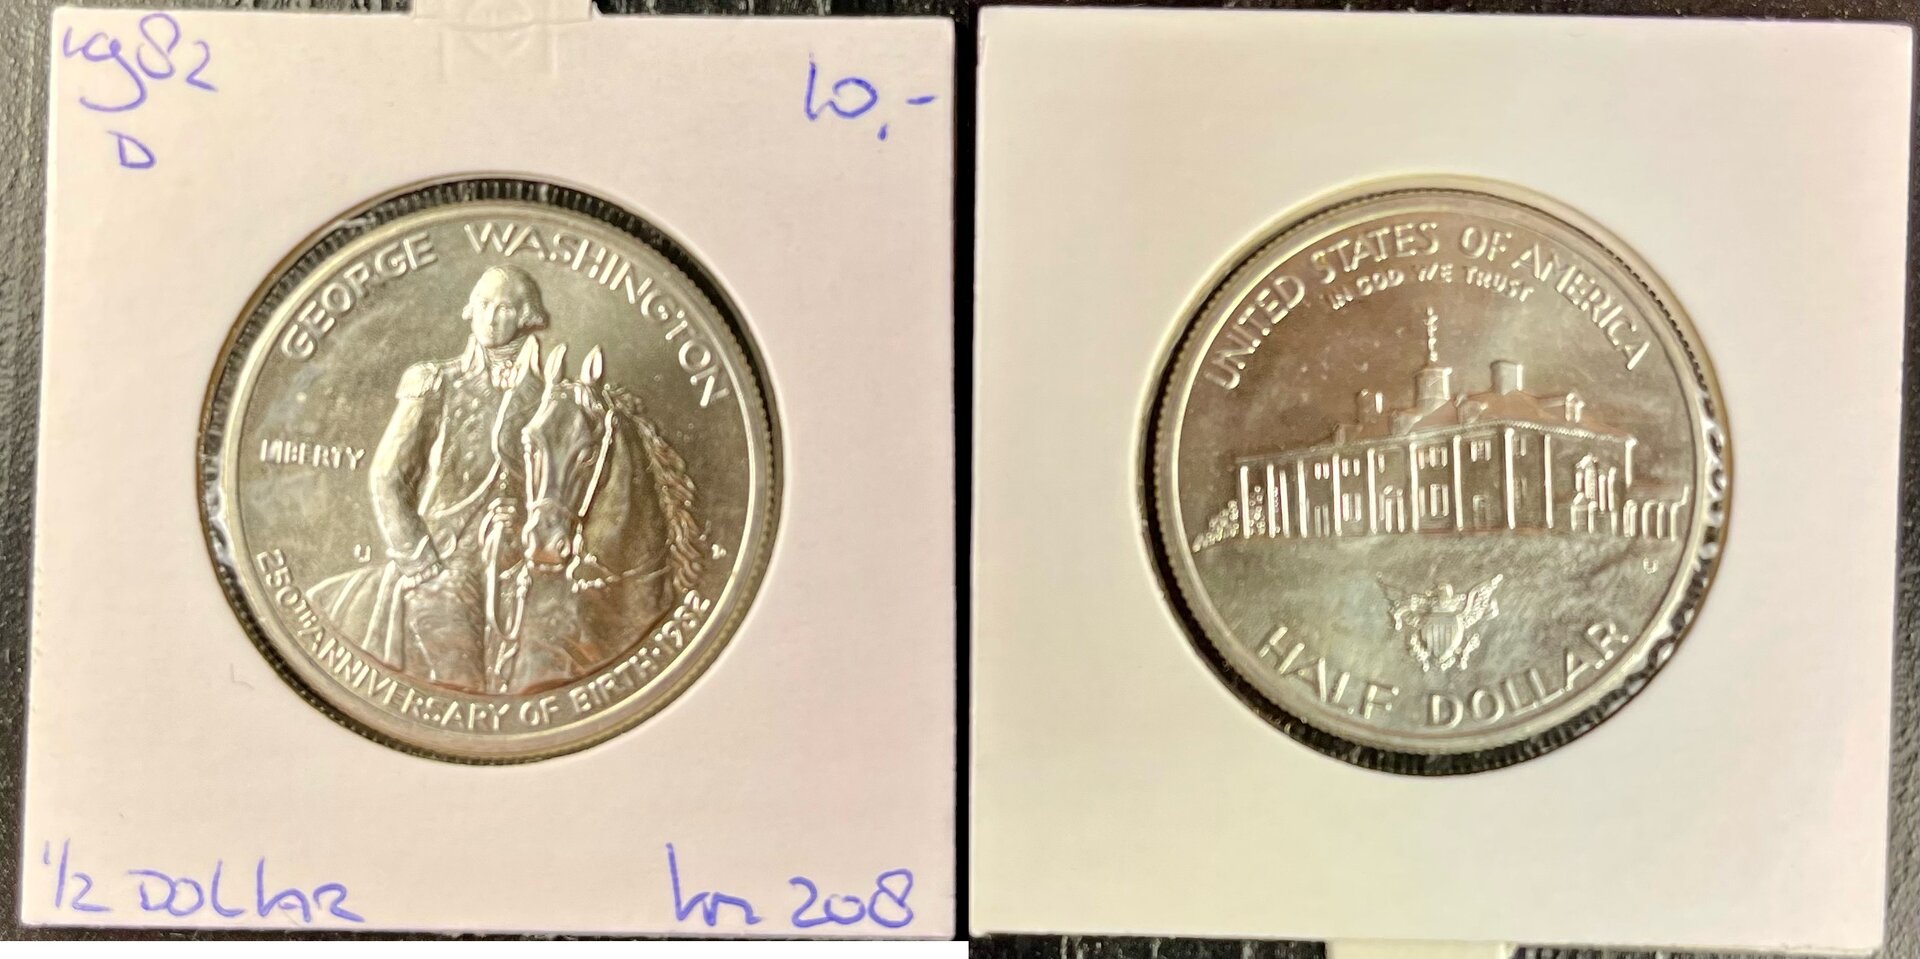 1982
D
10,-
GEORGE WASHINGTON
LIBERTY
250TH ANNIVERSARY OF BIRTH·1982
1/2 DOLLAR
km 208
UNITED STATES OF AMERICA
IN GOD WE TRUST
HALF DOLLAR